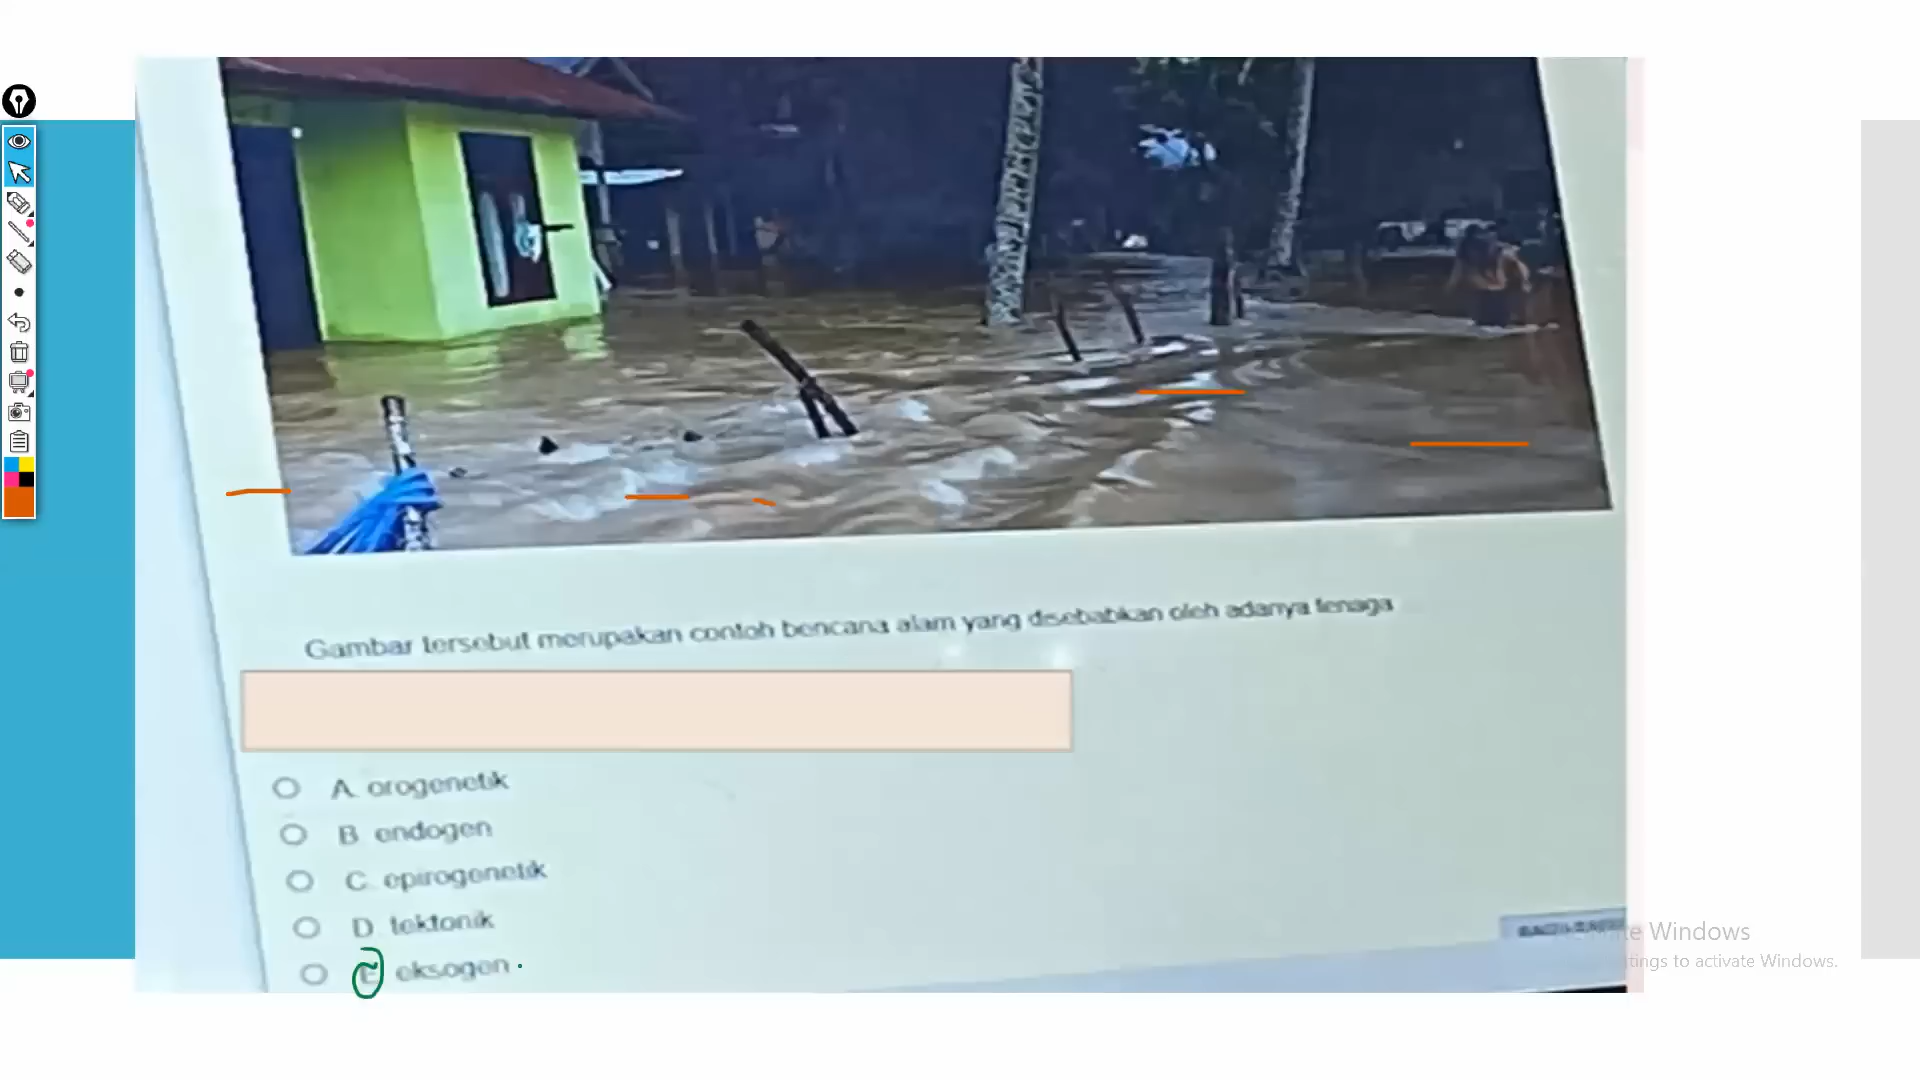 Gambar tersebut merupakan contoh bencana alam yang disebabkan oleh adanya tenaga
A. orogenetik
B. endogen
C. epirogenetik
D. tektonik
E. eksogen
Windows
tings to activate Windows.